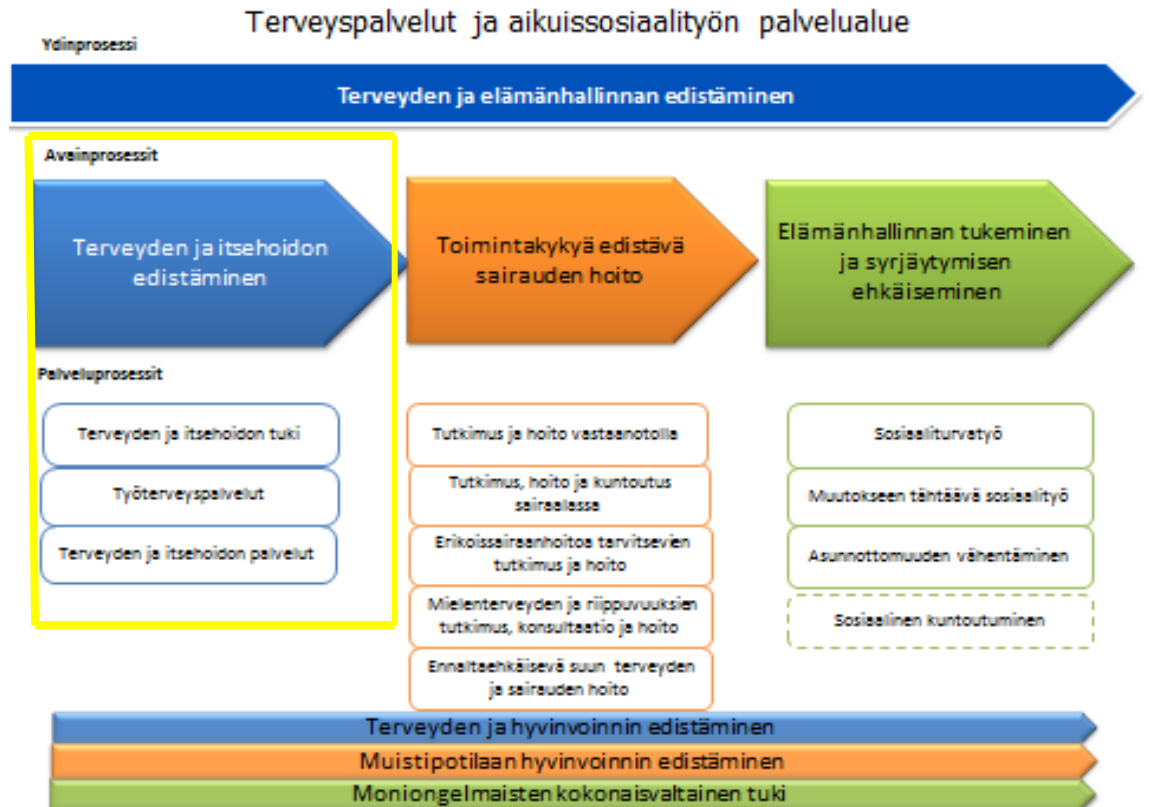 Terveyspalvelut ja aikuissosiaalityön palvelualue
Ydinprosessi
Terveyden ja elämänhallinnan edistäminen
Avainprosessit
Terveyden ja itsehoidon
edistäminen
Toimintakykyä edistävä
sairauden hoito
Elämänhallinnan tukeminen
ja syrjäytymisen
ehkäiseminen
Palveluprosessit
Terveyden ja itsehoidon tuki
Työterveyspalvelut
Terveyden ja itsehoidon palvelut
Tutkimus ja hoito vastaanotolla
Tutkimus, hoito ja kuntoutus
sairaalassa
Erikoissairaanhoitoa tarvitsevien
tutkimus ja hoito
Mielenterveyden ja riippuvuuksien
tutkimus, konsultaatio ja hoito
Ennaltaehkäisevä suun terveyden
ja sairauden hoito
Sosiaaliturvatyö
Muutokseen tähtäävä sosiaalityö
Asunnottomuuden vähentäminen
Sosiaalinen kuntoutuminen
Terveyden ja hyvinvoinnin edistäminen
Muistipotilaan hyvinvoinnin edistäminen
Moniongelmaisten kokonaisvaltainen tuki